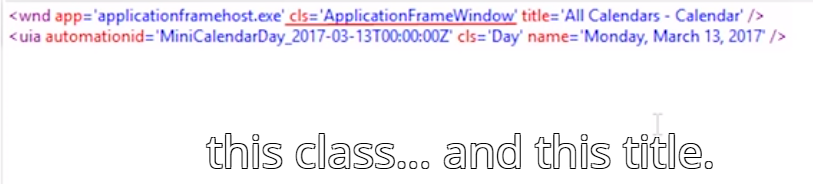 <wnd app='applicationframehost.exe' cls='ApplicationFrameWindow' title='All Calendars - Calendar' />
<uia automationid='MiniCalendarDay_2017-03-13T00:00:00Z' cls='Day' name='Monday, March 13, 2017' />
this class... and this title.